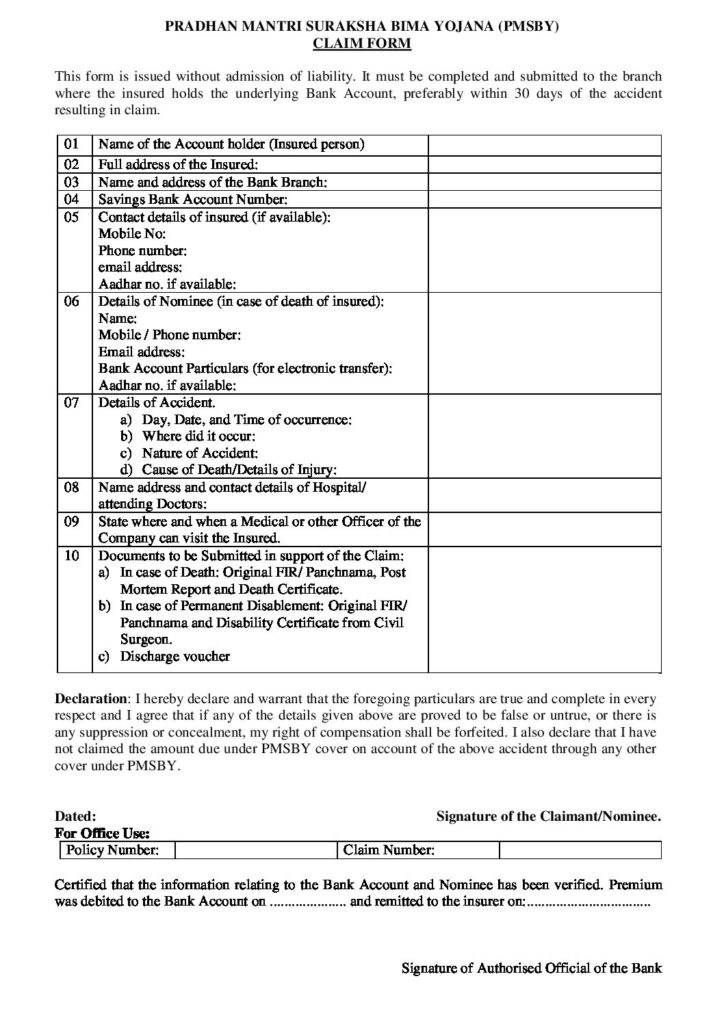 PRADHAN MANTRI SURAKSHA BIMA YOJANA (PMSBY)
CLAIM FORM
This form is issued without admission of liability. It must be completed and submitted to the branch
where the insured holds the underlying Bank Account, preferably within 30 days of the accident
resulting in claim.
01 Name of the Account holder (Insured person)
02 Full address of the Insured:
03 Name and address of the Bank Branch:
04 Savings Bank Account Number:
05 Contact details of insured (if available):
Mobile No:
Phone number:
email address:
Aadhar no. if available:
06 Details of Nominee (in case of death of insured):
Name:
Mobile / Phone number:
Email address:
Bank Account Particulars (for electronic transfer):
Aadhar no. if available:
07 Details of Accident.
a) Day, Date, and Time of occurrence:
b) Where did it occur:
c) Nature of Accident:
d) Cause of Death/Details of Injury:
08 Name address and contact details of Hospital/
attending Doctors:
09 State where and when a Medical or other Officer of the
Company can visit the Insured.
10 Documents to be Submitted in support of the Claim:
a) In case of Death: Original FIR/ Panchnama, Post
Mortem Report and Death Certificate.
b) In case of Permanent Disablement: Original FIR/
Panchnama and Disability Certificate from Civil
Surgeon.
c) Discharge voucher
Declaration: I hereby declare and warrant that the foregoing particulars are true and complete in every
respect and I agree that if any of the details given above are proved to be false or untrue, or there is
any suppression or concealment, my right of compensation shall be forfeited. I also declare that I have
not claimed the amount due under PMSBY cover on account of the above accident through any other
cover under PMSBY.
Dated: Signature of the Claimant/Nominee.
For Office Use:
Policy Number: Claim Number:
Certified that the information relating to the Bank Account and Nominee has been verified. Premium
was debited to the Bank Account on ..................... and remitted to the insurer on:..................................
Signature of Authorised Official of the Bank